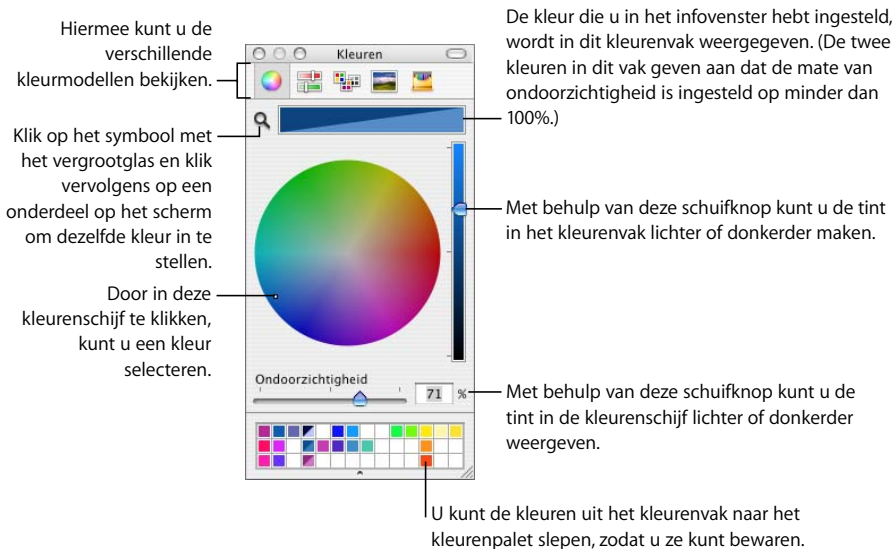 Hiermee kunt u de
verschillende
kleurmodellen bekijken.
Klik op het symbool met
het vergrootglas en klik
vervolgens op een
onderdeel op het scherm
om dezelfde kleur in te
stellen.
Door in deze
kleurenschijf te klikken,
kunt u een kleur
selecteren.
Kleuren
Ondoorzichtigheid
71 %
De kleur die u in het infovenster hebt ingesteld,
wordt in dit kleurenvak weergegeven. (De twee
kleuren in dit vak geven aan dat de mate van
ondoorzichtigheid is ingesteld op minder dan
100%.)
Met behulp van deze schuifknop kunt u de tint
in het kleurenvak lichter of donkerder maken.
Met behulp van deze schuifknop kunt u de
tint in de kleurenschijf lichter of donkerder
weergeven.
U kunt de kleuren uit het kleurenvak naar het
kleurenpalet slepen, zodat u ze kunt bewaren.